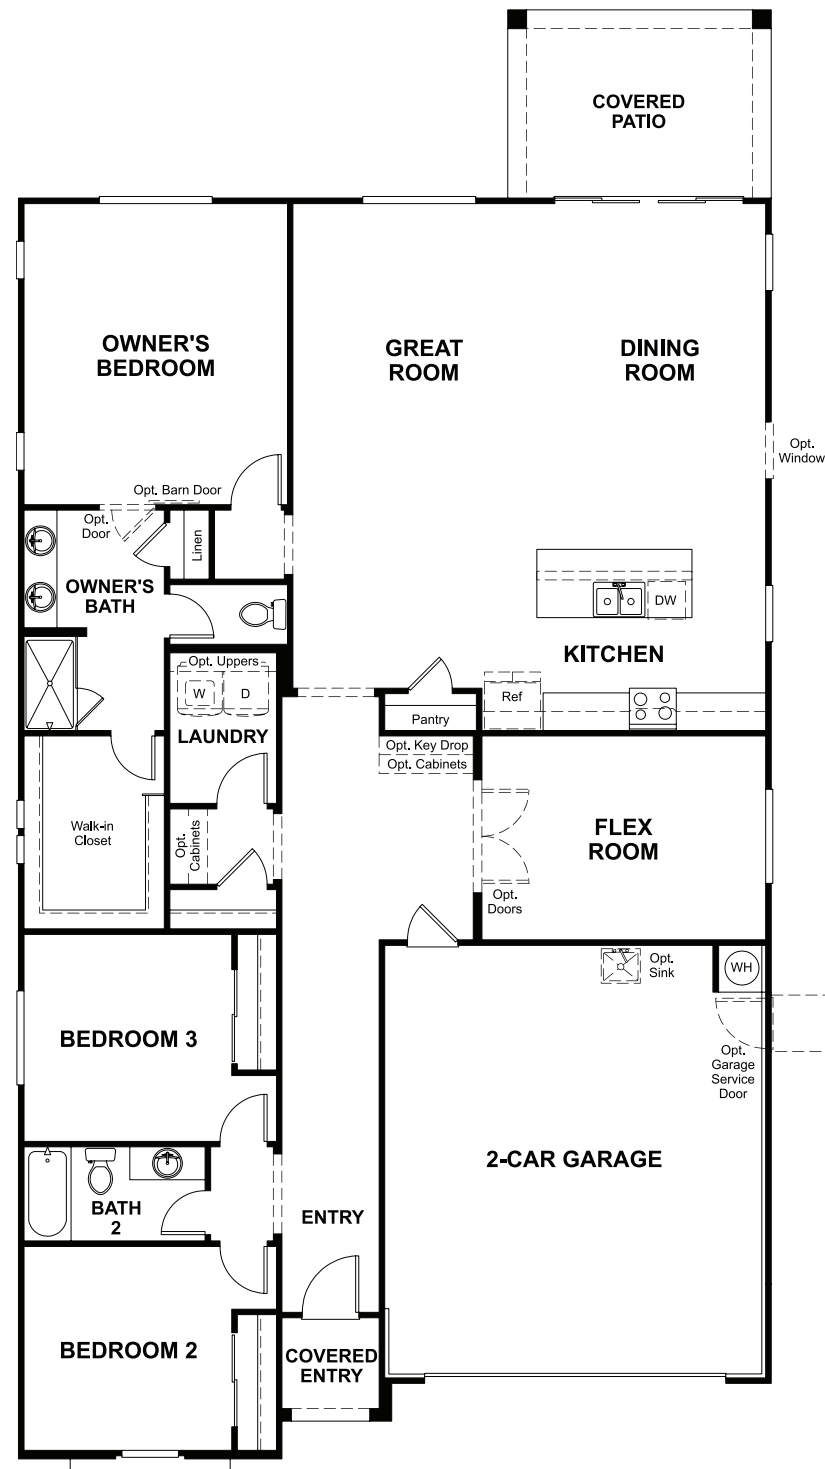 COVERED
PATIO
OWNER'S
BEDROOM
GREAT
ROOM
DINING
ROOM
Opt.
Window
Opt. Barn Door
Opt.
Door
Linen
OWNER'S
BATH
DW
KITCHEN
Opt. Uppers
W
D
LAUNDRY
Ref
Pantry
Opt. Key Drop
Opt. Cabinets
Walk-in
Closet
Opt.
Cabinets
FLEX
ROOM
Opt.
Doors
Opt.
Sink
WH
BEDROOM 3
Opt.
Garage
Service
Door
2-CAR GARAGE
BATH
2
ENTRY
BEDROOM 2
COVERED
ENTRY